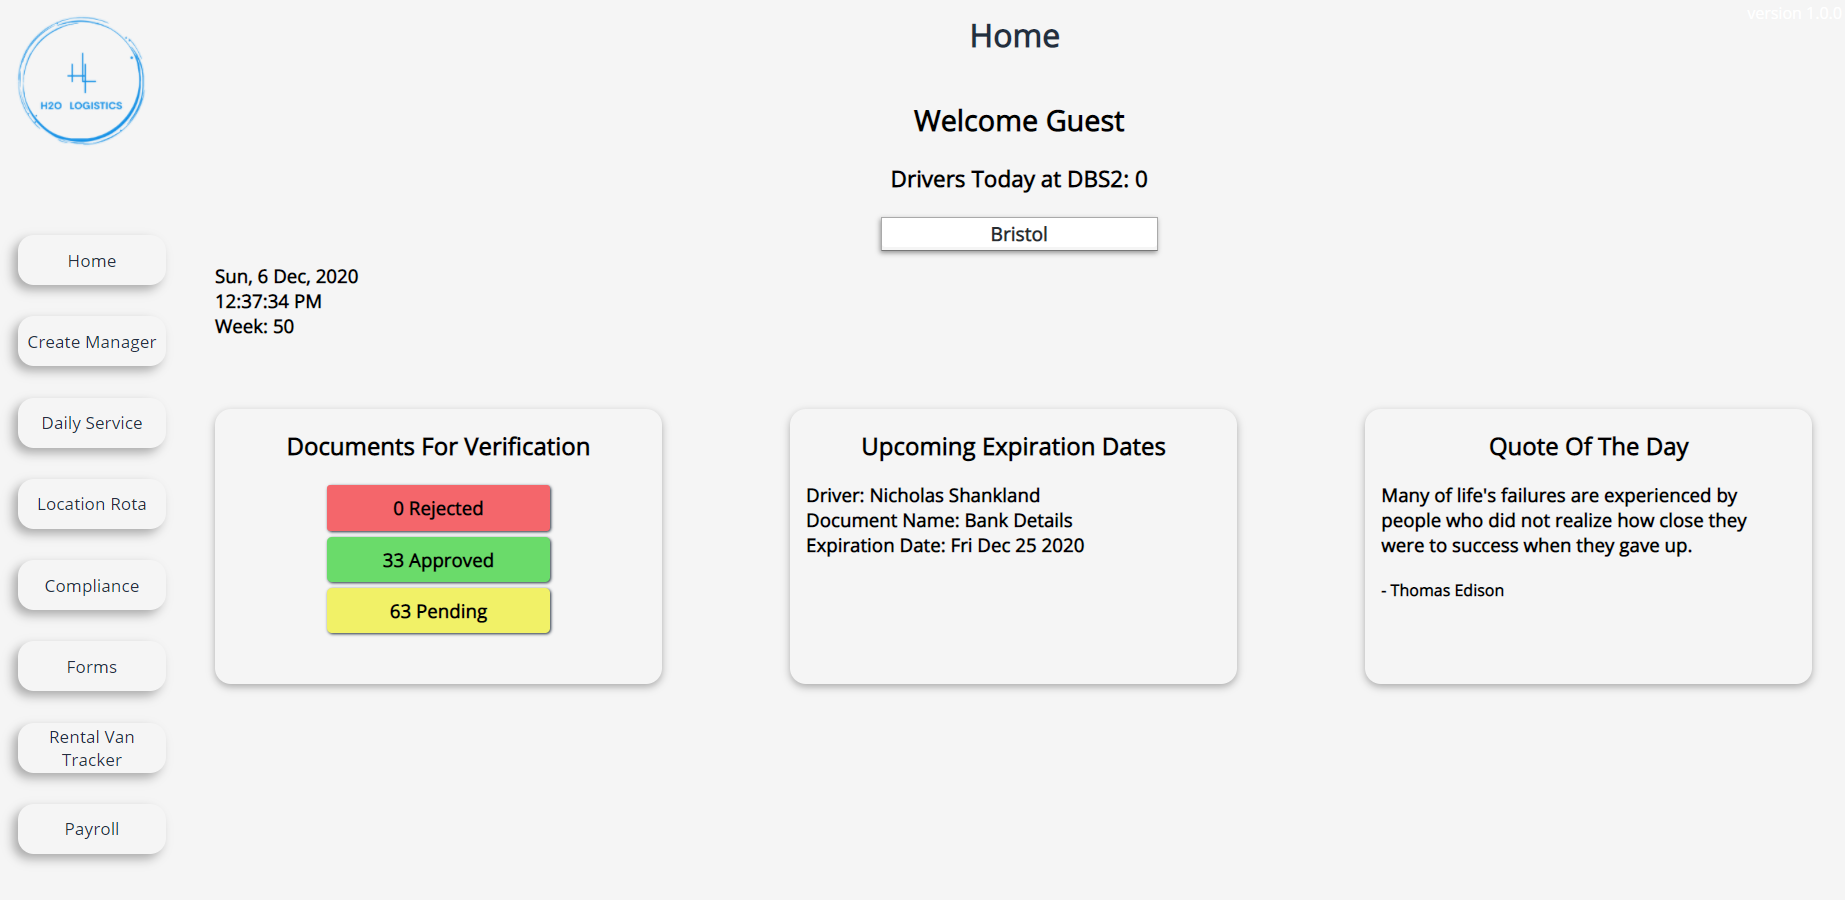 version 1.0.0
H2O LOGISTICS
Home
Welcome Guest
Drivers Today at DBS2: 0
Bristol
Home
Create Manager
Daily Service
Location Rota
Compliance
Forms
Rental Van
Tracker
Payroll
Sun, 6 Dec, 2020
12:37:34 PM
Week: 50
Documents For Verification
0 Rejected
33 Approved
63 Pending
Upcoming Expiration Dates
Driver: Nicholas Shankland
Document Name: Bank Details
Expiration Date: Fri Dec 25 2020
Quote Of The Day
Many of life's failures are experienced by
people who did not realize how close they
were to success when they gave up.
- Thomas Edison